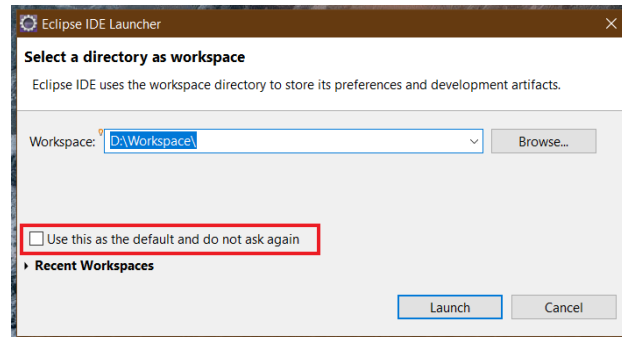 Eclipse IDE Launcher
Select a directory as workspace
Eclipse IDE uses the workspace directory to store its preferences and development artifacts.
Workspace: D:\Workspace\ Browse...
Use this as the default and do not ask again
Recent Workspaces
Launch Cancel